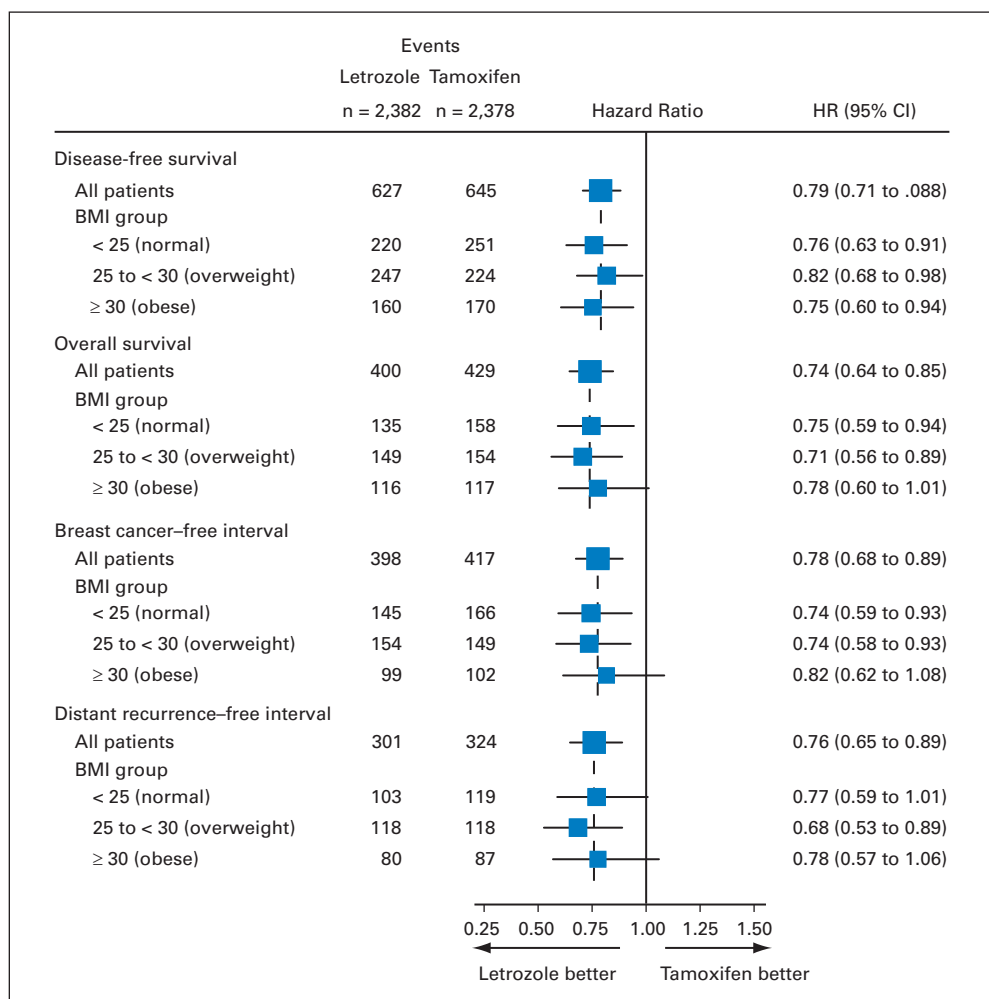 Events
Letrozole Tamoxifen
n = 2,382 n = 2,378 Hazard Ratio HR (95% CI)
Disease-free survival
All patients 627 645 0.79 (0.71 to .088)
BMI group
< 25 (normal) 220 251 0.76 (0.63 to 0.91)
25 to < 30 (overweight) 247 224 0.82 (0.68 to 0.98)
≥ 30 (obese) 160 170 0.75 (0.60 to 0.94)
Overall survival
All patients 400 429 0.74 (0.64 to 0.85)
BMI group
< 25 (normal) 135 158 0.75 (0.59 to 0.94)
25 to < 30 (overweight) 149 154 0.71 (0.56 to 0.89)
≥ 30 (obese) 116 117 0.78 (0.60 to 1.01)
Breast cancer–free interval
All patients 398 417 0.78 (0.68 to 0.89)
BMI group
< 25 (normal) 145 166 0.74 (0.59 to 0.93)
25 to < 30 (overweight) 154 149 0.74 (0.58 to 0.93)
≥ 30 (obese) 99 102 0.82 (0.62 to 1.08)
Distant recurrence–free interval
All patients 301 324 0.76 (0.65 to 0.89)
BMI group
< 25 (normal) 103 119 0.77 (0.59 to 1.01)
25 to < 30 (overweight) 118 118 0.68 (0.53 to 0.89)
≥ 30 (obese) 80 87 0.78 (0.57 to 1.06)
0.25 0.50 0.75 1.00 1.25 1.50
Letrozole better Tamoxifen better